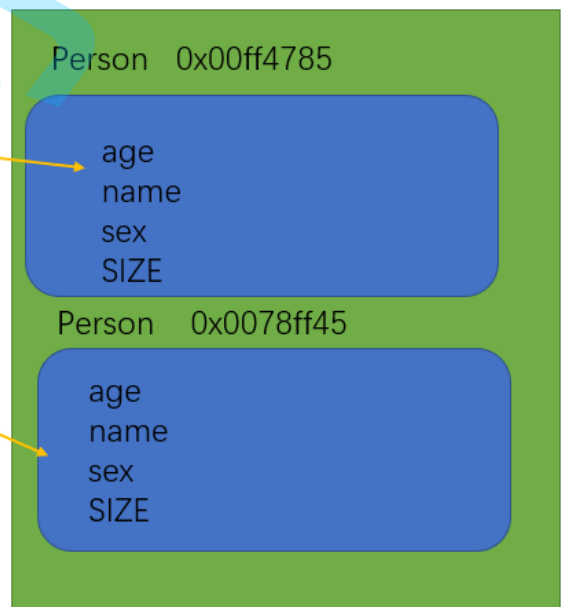 Person 0x00ff4785
age
name
sex
SIZE
Person 0x0078ff45
age
name
sex
SIZE